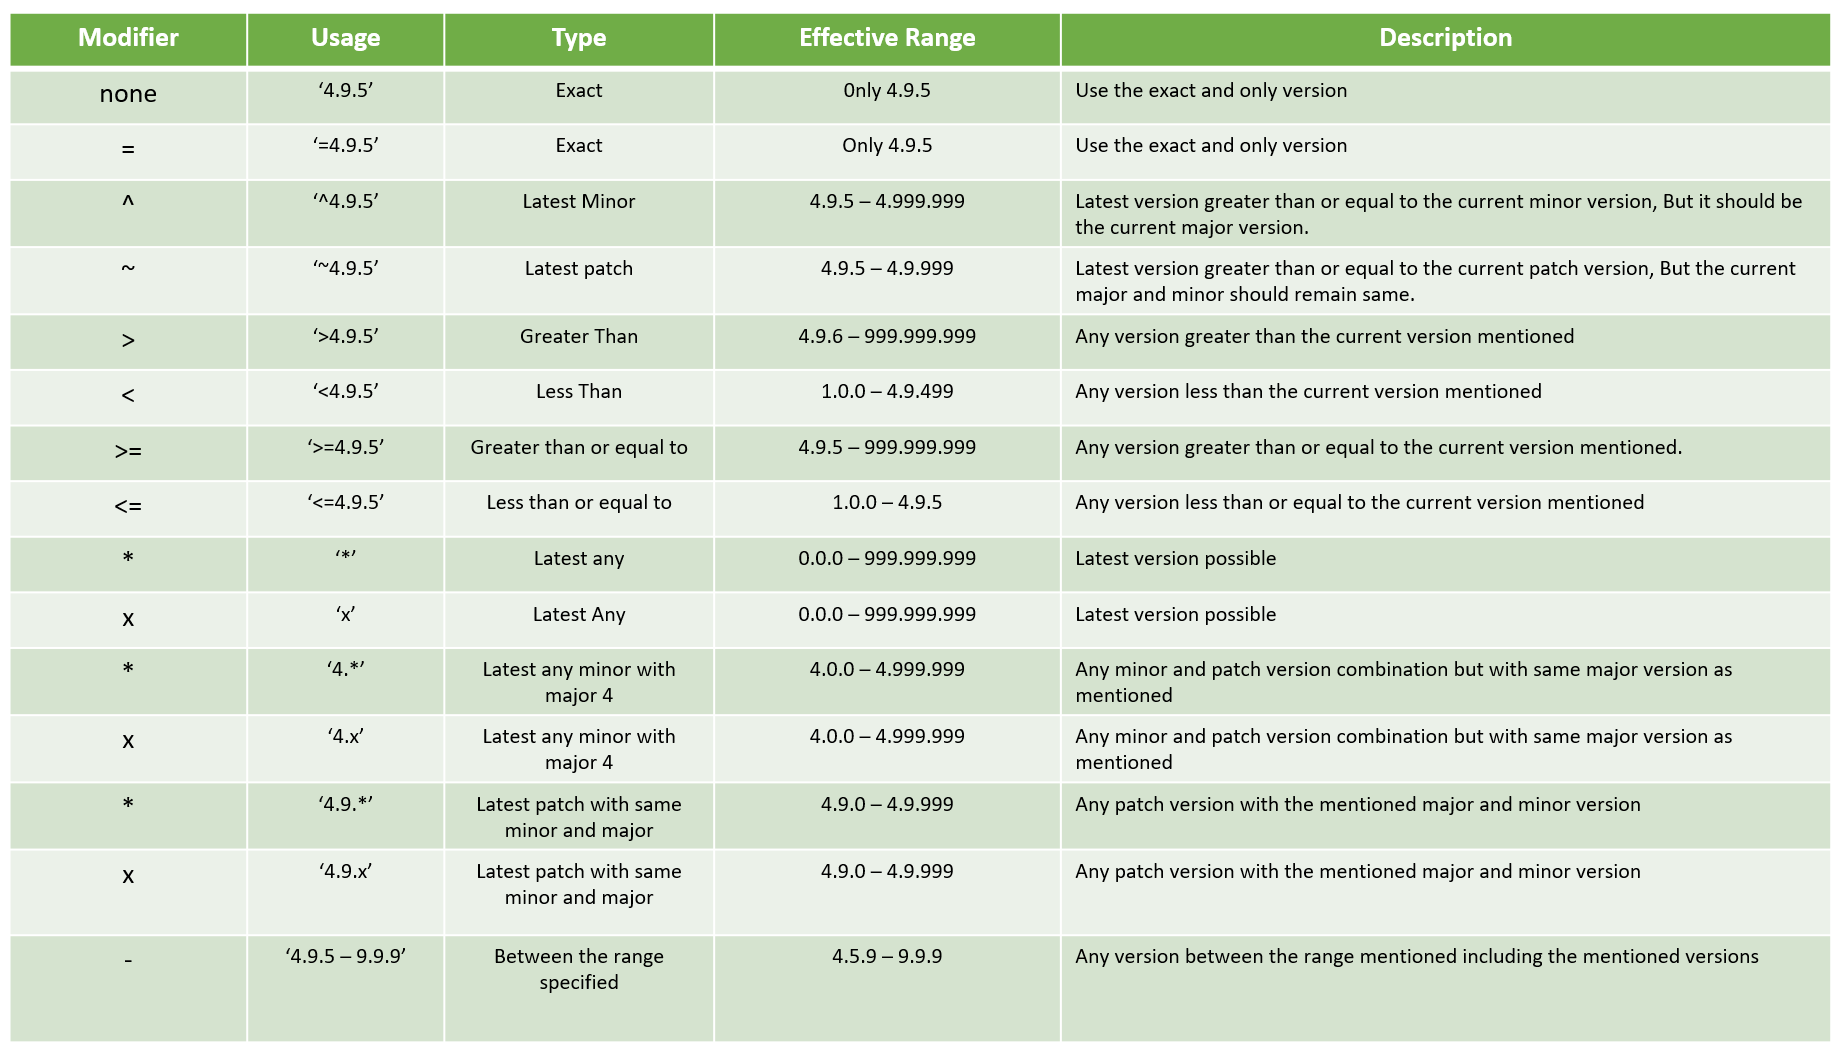 Modifier Usage Type Effective Range Description
none ‘4.9.5’ Exact 0nly 4.9.5 Use the exact and only version
= ‘=4.9.5’ Exact Only 4.9.5 Use the exact and only version
^ ‘^4.9.5’ Latest Minor 4.9.5 – 4.999.999 Latest version greater than or equal to the current minor version, But it should be
the current major version.
~ ‘~4.9.5’ Latest patch 4.9.5 – 4.9.999 Latest version greater than or equal to the current patch version, But the current
major and minor should remain same.
> ‘>4.9.5’ Greater Than 4.9.6 – 999.999.999 Any version greater than the current version mentioned
< ‘<4.9.5’ Less Than 1.0.0 – 4.9.499 Any version less than the current version mentioned
>= ‘>=4.9.5’ Greater than or equal to 4.9.5 – 999.999.999 Any version greater than or equal to the current version mentioned.
<= ‘<=4.9.5’ Less than or equal to 1.0.0 – 4.9.5 Any version less than or equal to the current version mentioned
* ‘*’ Latest any 0.0.0 – 999.999.999 Latest version possible
x ‘x’ Latest Any 0.0.0 – 999.999.999 Latest version possible
* ‘4.*’ Latest any minor with 4.0.0 – 4.999.999 Any minor and patch version combination but with same major version as
major 4 mentioned
x ‘4.x’ Latest any minor with 4.0.0 – 4.999.999 Any minor and patch version combination but with same major version as
major 4 mentioned
* ‘4.9.*’ Latest patch with same 4.9.0 – 4.9.999 Any patch version with the mentioned major and minor version
minor and major
x ‘4.9.x’ Latest patch with same 4.9.0 – 4.9.999 Any patch version with the mentioned major and minor version
minor and major
- ‘4.9.5 – 9.9.9’ Between the range 4.5.9 – 9.9.9 Any version between the range mentioned including the mentioned versions
specified